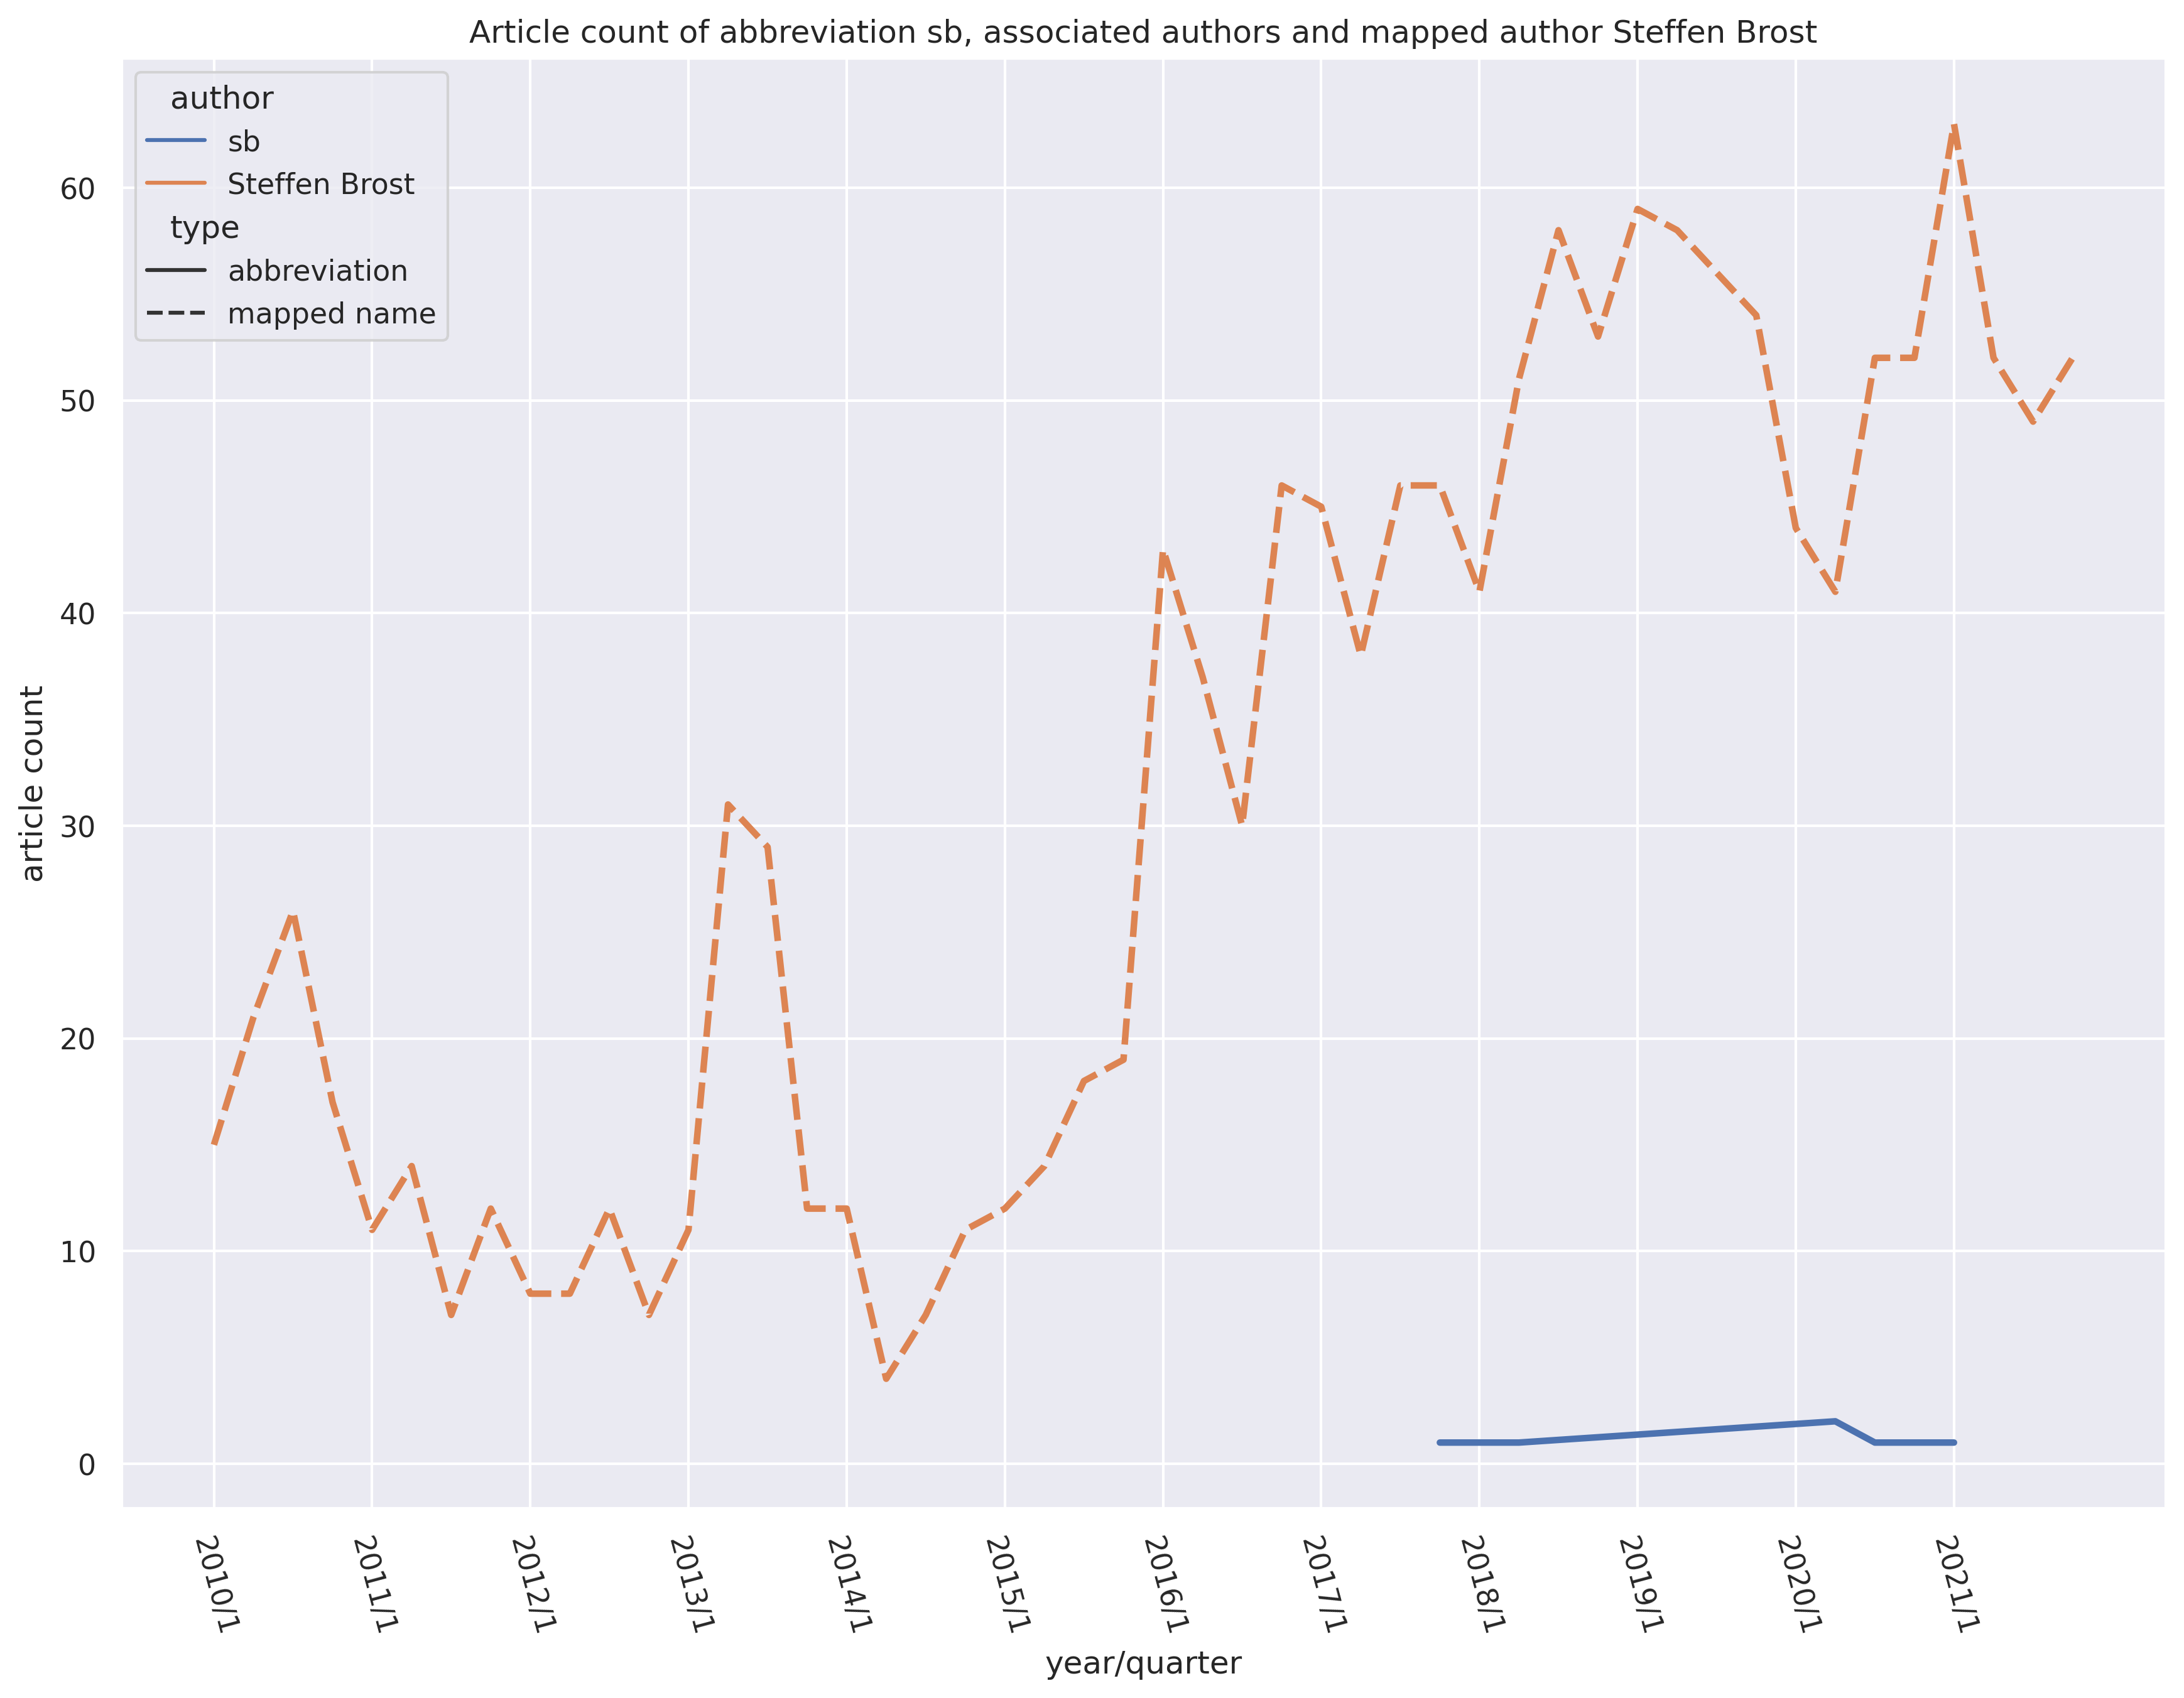 Article count of abbreviation sb, associated authors and mapped author Steffen Brost
author
sb
Steffen Brost
type
abbreviation
mapped name
article count
60
50
40
30
20
10
0
2010/1
2011/1
2012/1
2013/1
2014/1
2015/1
2016/1
2017/1
2018/1
2019/1
2020/1
2021/1
year/quarter